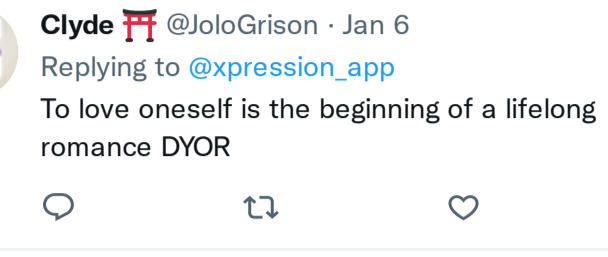 Clyde ⛩️ @JoloGrison · Jan 6
Replying to @xpression_app
To love oneself is the beginning of a lifelong
romance DYOR